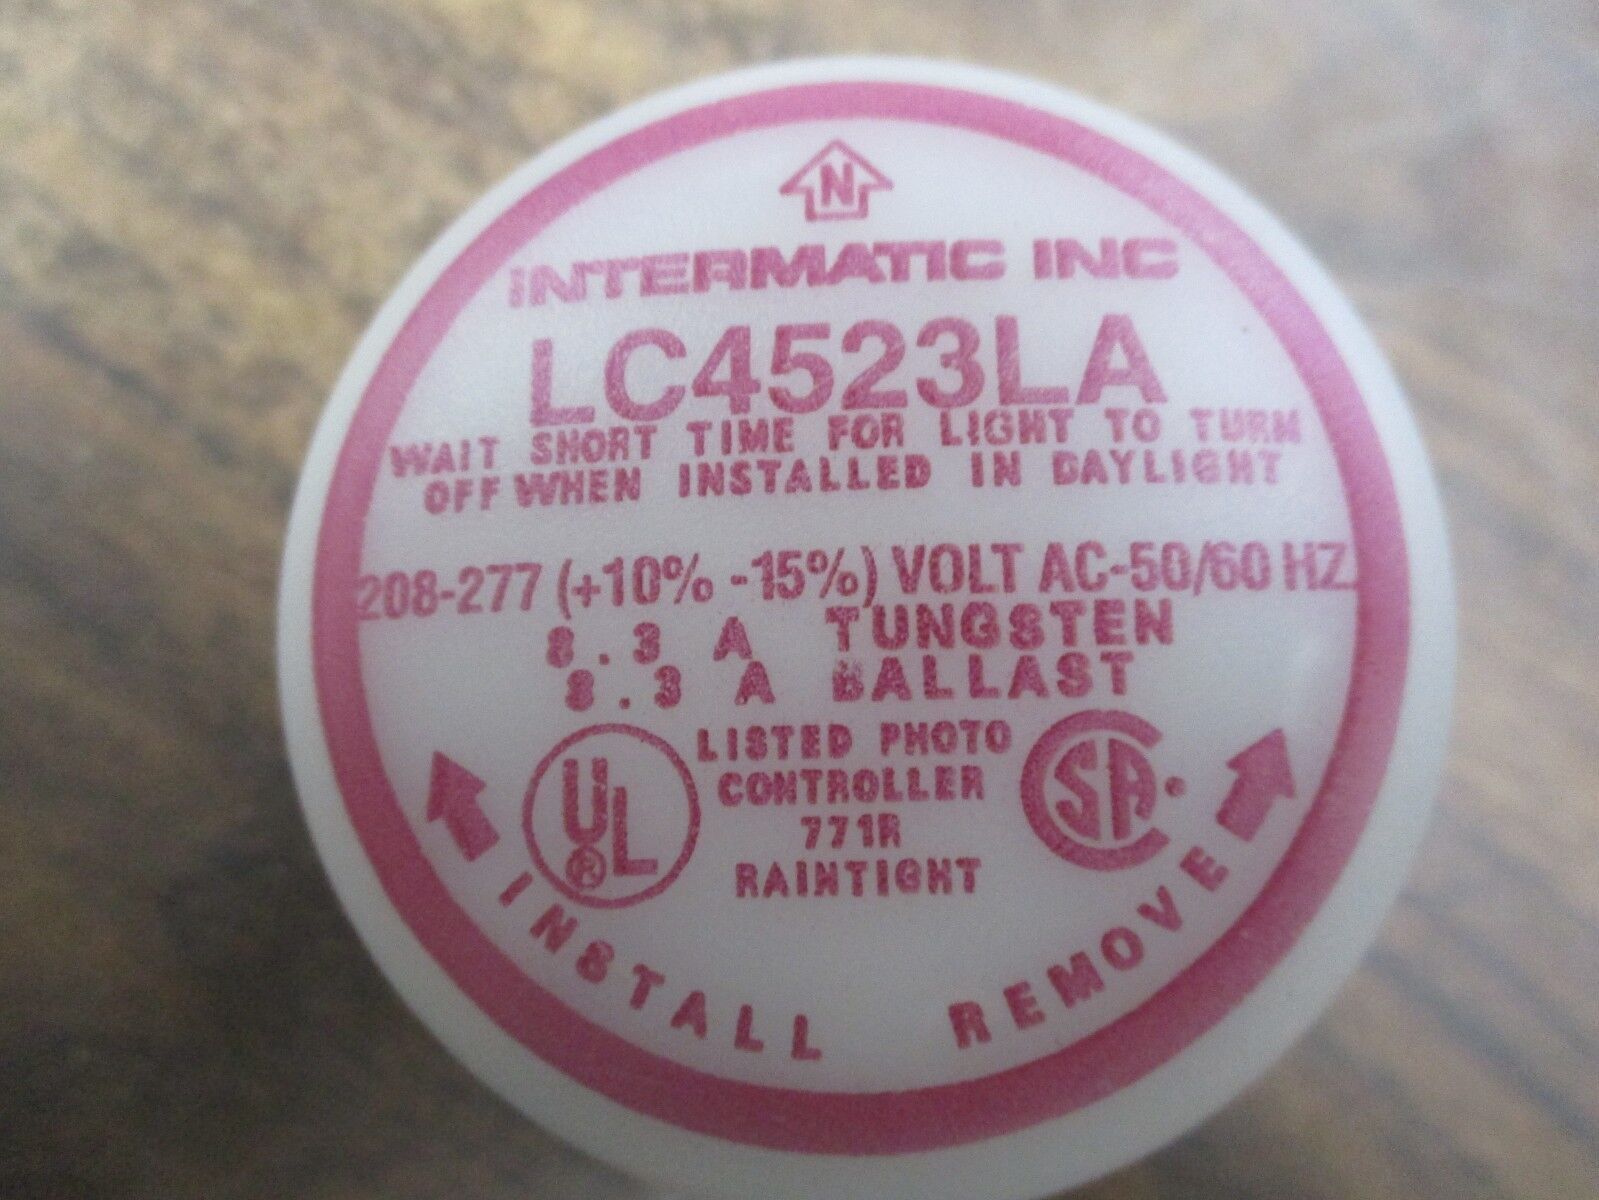 N
INTERMATIC INC
LC4523LA
WAIT SHORT TIME FOR LIGHT TO TURN
OFF WHEN INSTALLED IN DAYLIGHT
208-277 (+10% -15%) VOLT AC-50/60 HZ.
8.3 A TUNGSTEN
8.3 A BALLAST
UL®
LISTED PHOTO
CONTROLLER
771R
RAINTIGHT
CSA
INSTALL
REMOVE